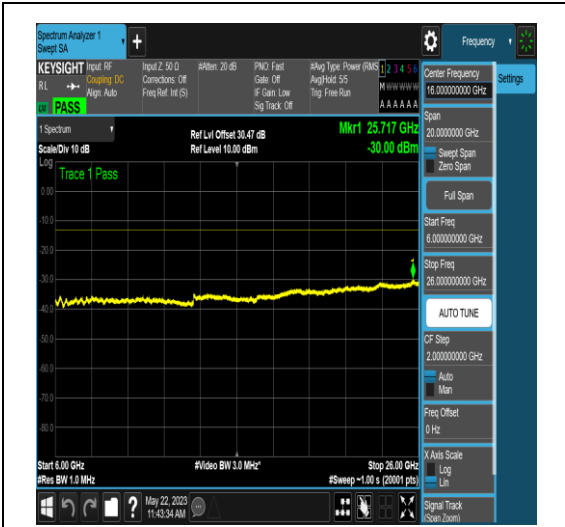 Spectrum Analyzer 1
Swept SA
Frequency
KEYSIGHT
RL
PASS
Input: RF
Coupling: DC
Align: Auto
Input Z: 50 Ω
Corrections: Off
Freq Ref: Int (S)
#Atten: 20 dB
PNO: Fast
Gate: Off
IF Gain: Low
Sig Track: Off
#Avg Type: Power (RMS
Avg|Hold: 5/5
Trig: Free Run
1 2 3 4 5 6
M W W W W W
A A A A A A
1 Spectrum
Scale/Div 10 dB
Log
Ref Lvl Offset 30.47 dB
Ref Level 10.00 dBm
Mkr1 25.717 GHz
-30.00 dBm
Trace 1 Pass
0.00
-10.0
-20.0
-30.0
-40.0
-50.0
-60.0
-70.0
-80.0
Start 6.00 GHz
#Res BW 1.0 MHz
#Video BW 3.0 MHz*
Stop 26.00 GHz
#Sweep ~1.00 s (20001 pts)
May 22, 2023
11:43:34 AM
Center Frequency
16.000000000 GHz
Settings
Span
20.0000000 GHz
Swept Span
Zero Span
Full Span
Start Freq
6.000000000 GHz
Stop Freq
26.000000000 GHz
AUTO TUNE
CF Step
2.000000000 GHz
Auto
Man
Freq Offset
0 Hz
X Axis Scale
Log
Lin
Signal Track
(Span Zoom)